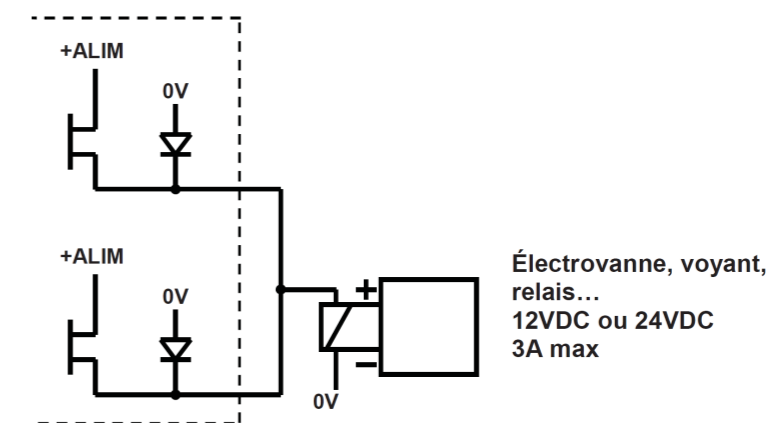 +ALIM
0V
+ALIM
0V
+
−
0V
Électrovanne, voyant,
relais…
12VDC ou 24VDC
3A max